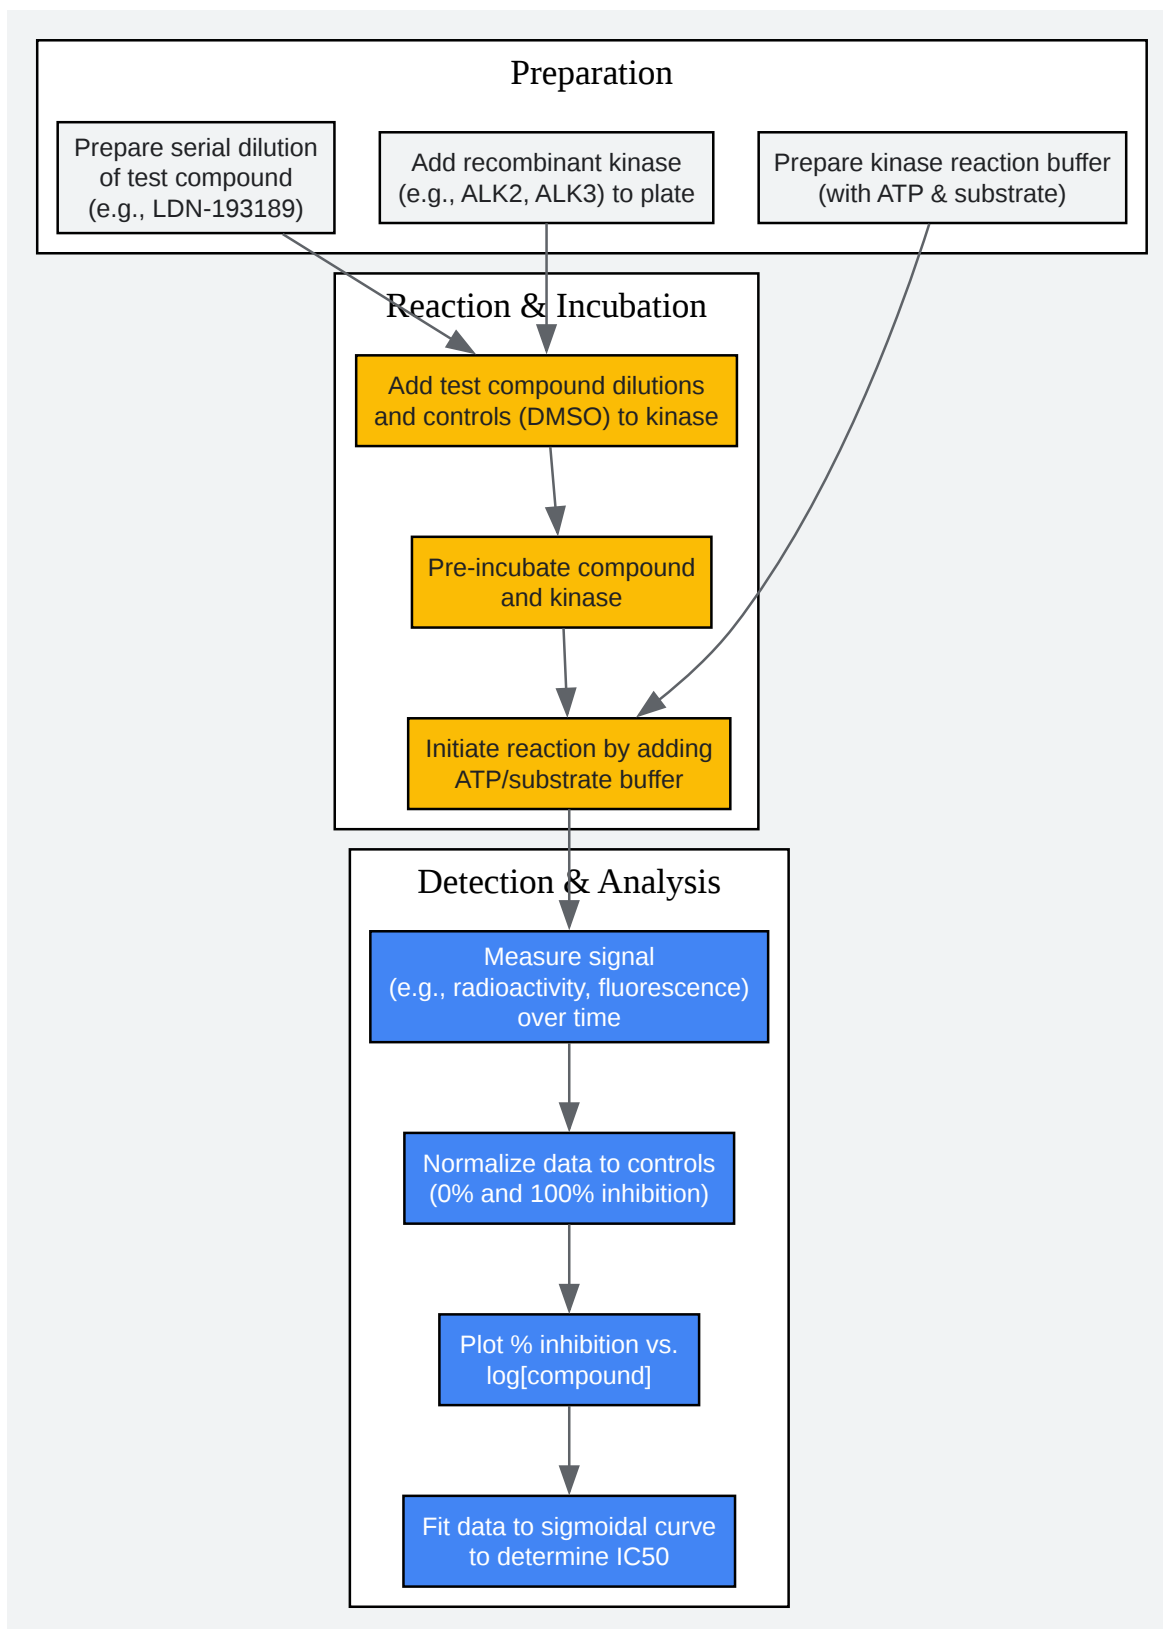 Preparation
Prepare serial dilution
of test compound
(e.g., LDN-193189)
Add recombinant kinase
(e.g., ALK2, ALK3) to plate
Prepare kinase reaction buffer
(with ATP & substrate)
Reaction & Incubation
Add test compound dilutions
and controls (DMSO) to kinase
Pre-incubate compound
and kinase
Initiate reaction by adding
ATP/substrate buffer
Detection & Analysis
Measure signal
(e.g., radioactivity, fluorescence)
over time
Normalize data to controls
(0% and 100% inhibition)
Plot % inhibition vs.
log[compound]
Fit data to sigmoidal curve
to determine IC50